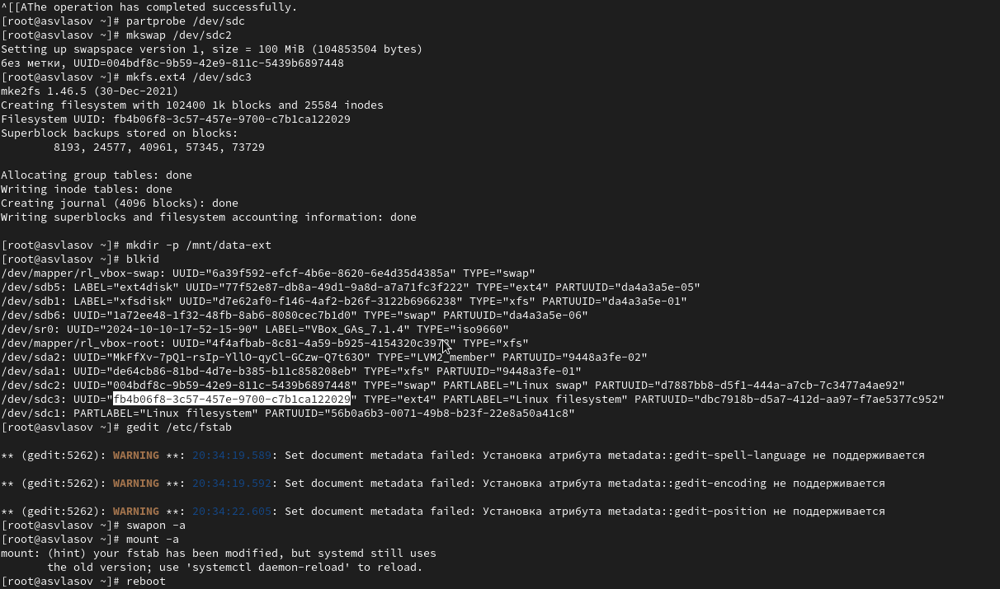 ^[[AThe operation has completed successfully.
[root@asvlasov ~]# partprobe /dev/sdc
[root@asvlasov ~]# mkswap /dev/sdc2
Setting up swapspace version 1, size = 100 MiB (104853504 bytes)
без метки, UUID=004bdf8c-9b59-42e9-811c-5439b6897448
[root@asvlasov ~]# mkfs.ext4 /dev/sdc3
mke2fs 1.46.5 (30-Dec-2021)
Creating filesystem with 102400 1k blocks and 25584 inodes
Filesystem UUID: fb4b06f8-3c57-457e-9700-c7b1ca122029
Superblock backups stored on blocks:
        8193, 24577, 40961, 57345, 73729
Allocating group tables: done
Writing inode tables: done
Creating journal (4096 blocks): done
Writing superblocks and filesystem accounting information: done
[root@asvlasov ~]# mkdir -p /mnt/data-ext
[root@asvlasov ~]# blkid
/dev/mapper/rl_vbox-swap: UUID="6a39f592-efcf-4b6e-8620-6e4d35d4385a" TYPE="swap"
/dev/sdb5: LABEL="ext4disk" UUID="77f52e87-db8a-49d1-9a8d-a7a71fc3f222" TYPE="ext4" PARTUUID="da4a3a5e-05"
/dev/sdb1: LABEL="xfsdisk" UUID="d7e62af0-f146-4af2-b26f-3122b6966238" TYPE="xfs" PARTUUID="da4a3a5e-01"
/dev/sdb6: UUID="1a72ee48-1f32-48fb-8ab6-8080cec7b1d0" TYPE="swap" PARTUUID="da4a3a5e-06"
/dev/sr0: UUID="2024-10-10-17-52-15-90" LABEL="VBox_GAs_7.1.4" TYPE="iso9660"
/dev/mapper/rl_vbox-root: UUID="4f4afbab-8c81-4a59-b925-4154320c3973" TYPE="xfs"
/dev/sda2: UUID="MkFfXv-7pQ1-rsIp-YllO-qyCl-GCzw-Q7t63O" TYPE="LVM2_member" PARTUUID="9448a3fe-02"
/dev/sda1: UUID="de64cb86-81bd-4d7e-b385-b11c858208eb" TYPE="xfs" PARTUUID="9448a3fe-01"
/dev/sdc2: UUID="004bdf8c-9b59-42e9-811c-5439b6897448" TYPE="swap" PARTLABEL="Linux swap" PARTUUID="d7887bb8-d5f1-444a-a7cb-7c3477a4ae92"
/dev/sdc3: UUID="fb4b06f8-3c57-457e-9700-c7b1ca122029" TYPE="ext4" PARTLABEL="Linux filesystem" PARTUUID="dbc7918b-d5a7-412d-aa97-f7ae5377c952"
/dev/sdc1: PARTLABEL="Linux filesystem" PARTUUID="56b0a6b3-0071-49b8-b23f-22e8a50a41c8"
[root@asvlasov ~]# gedit /etc/fstab
** (gedit:5262): WARNING **: 20:34:19.589: Set document metadata failed: Установка атрибута metadata::gedit-spell-language не поддерживается
** (gedit:5262): WARNING **: 20:34:19.592: Set document metadata failed: Установка атрибута metadata::gedit-encoding не поддерживается
** (gedit:5262): WARNING **: 20:34:22.605: Set document metadata failed: Установка атрибута metadata::gedit-position не поддерживается
[root@asvlasov ~]# swapon -a
[root@asvlasov ~]# mount -a
mount: (hint) your fstab has been modified, but systemd still uses
       the old version; use 'systemctl daemon-reload' to reload.
[root@asvlasov ~]# reboot